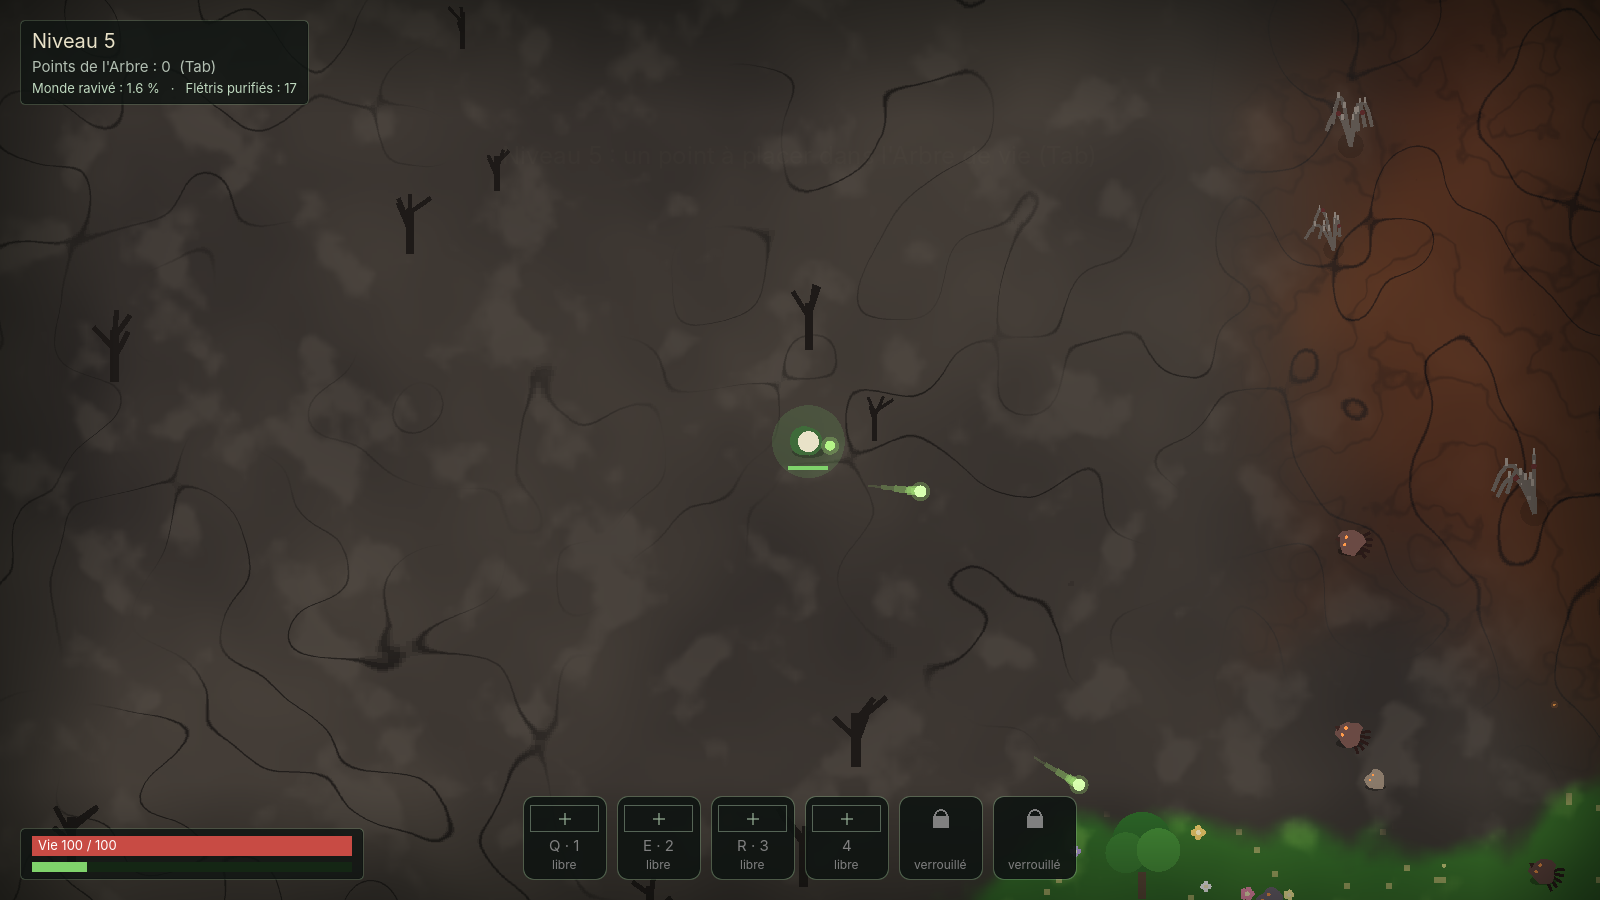 Niveau 5
Points de l'Arbre : 0 (Tab)
Monde ravivé : 1.6 % · Flétris purifiés : 17
Vie 100 / 100
Q · 1
libre
E · 2
libre
R · 3
libre
4
libre
verrouillé
verrouillé